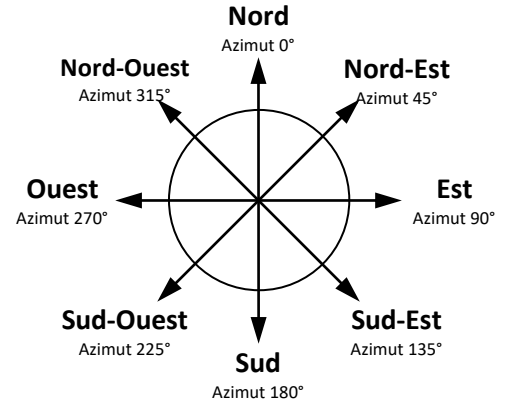 Nord
Azimut 0°
Nord-Ouest
Azimut 315°
Nord-Est
Azimut 45°
Ouest
Azimut 270°
Est
Azimut 90°
Sud-Ouest
Azimut 225°
Sud-Est
Azimut 135°
Sud
Azimut 180°